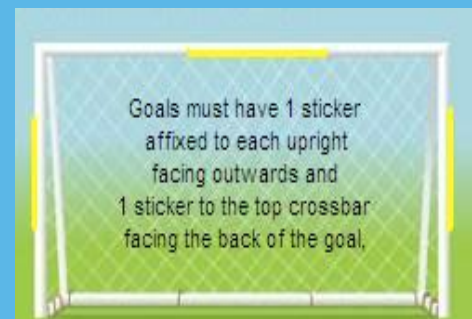 Goals must have 1 sticker
affixed to each upright
facing outwards and
1 sticker to the top crossbar
facing the back of the goal,